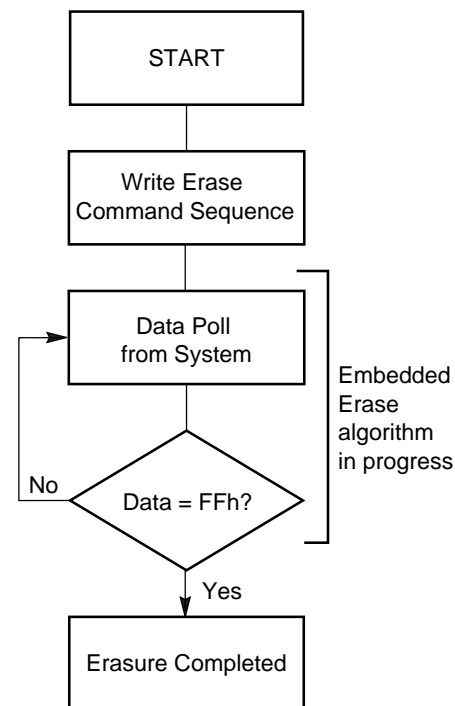 START
Write Erase
Command Sequence
Data Poll
from System
Embedded
Erase
algorithm
in progress
No
Data = FFh?
Yes
Erasure Completed